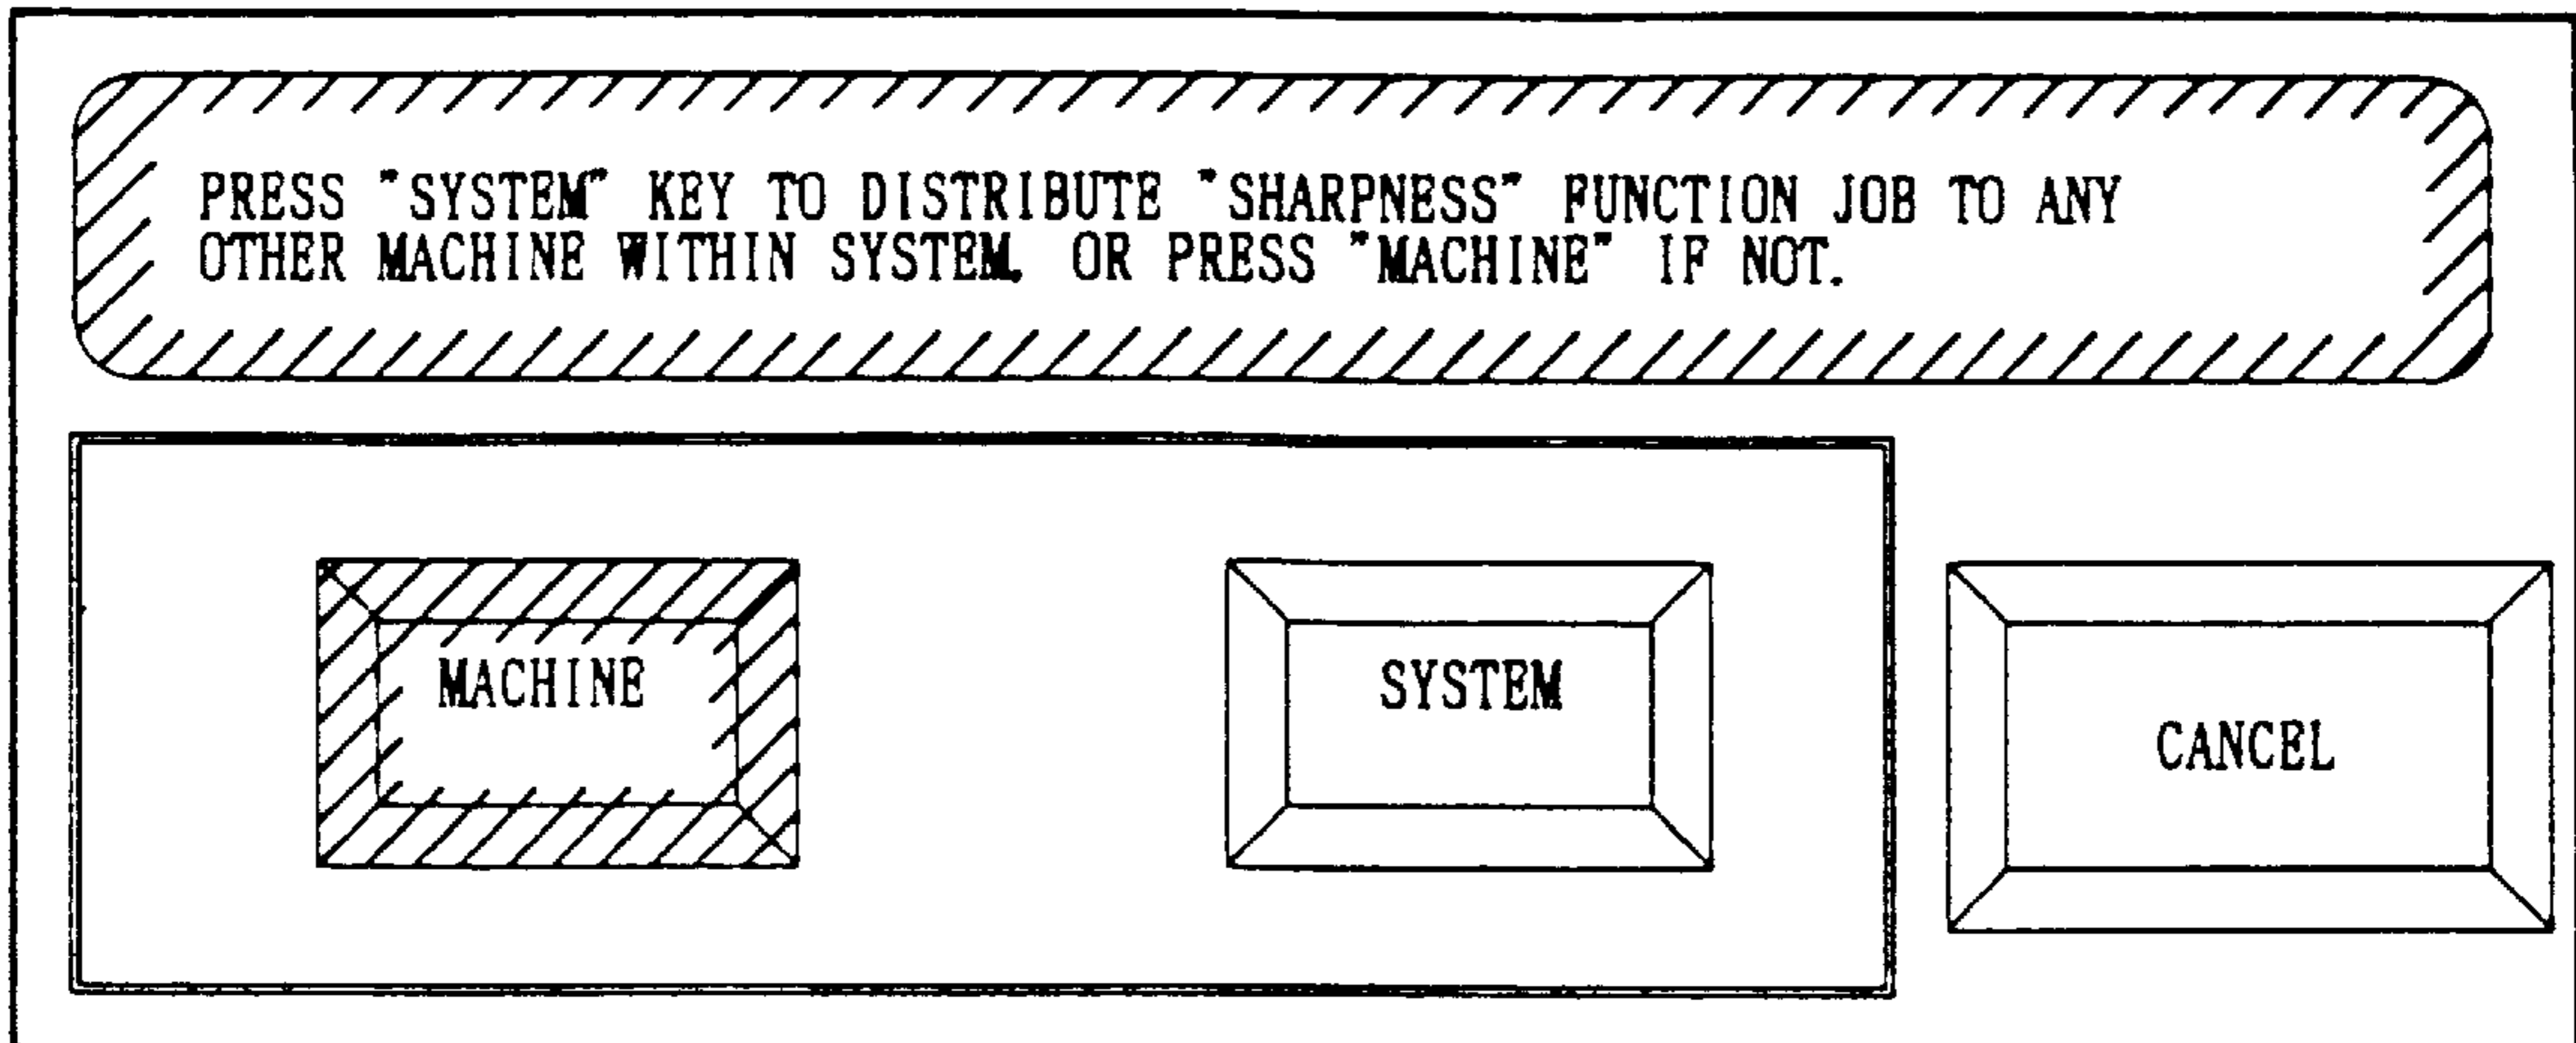 PRESS "SYSTEM" KEY TO DISTRIBUTE "SHARPNESS" FUNCTION JOB TO ANY
OTHER MACHINE WITHIN SYSTEM, OR PRESS "MACHINE" IF NOT.
MACHINE
SYSTEM
CANCEL